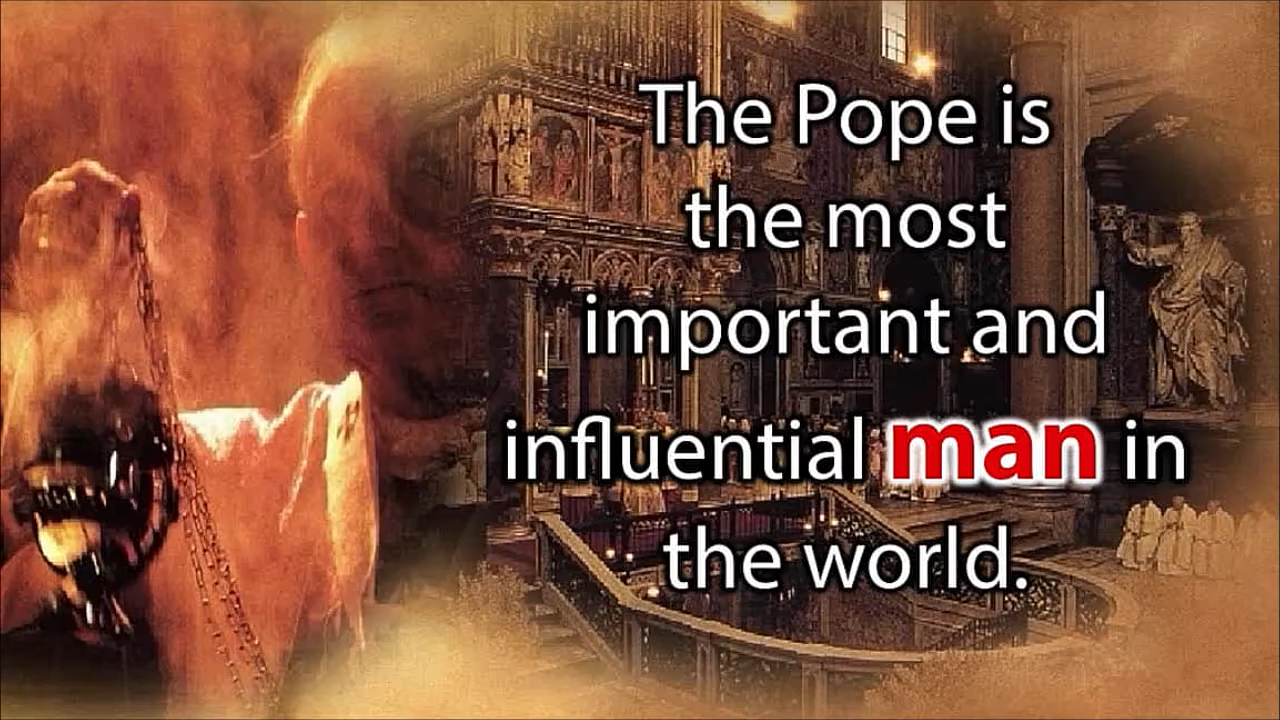 The Pope is
the most
important and
influential man in
the world.